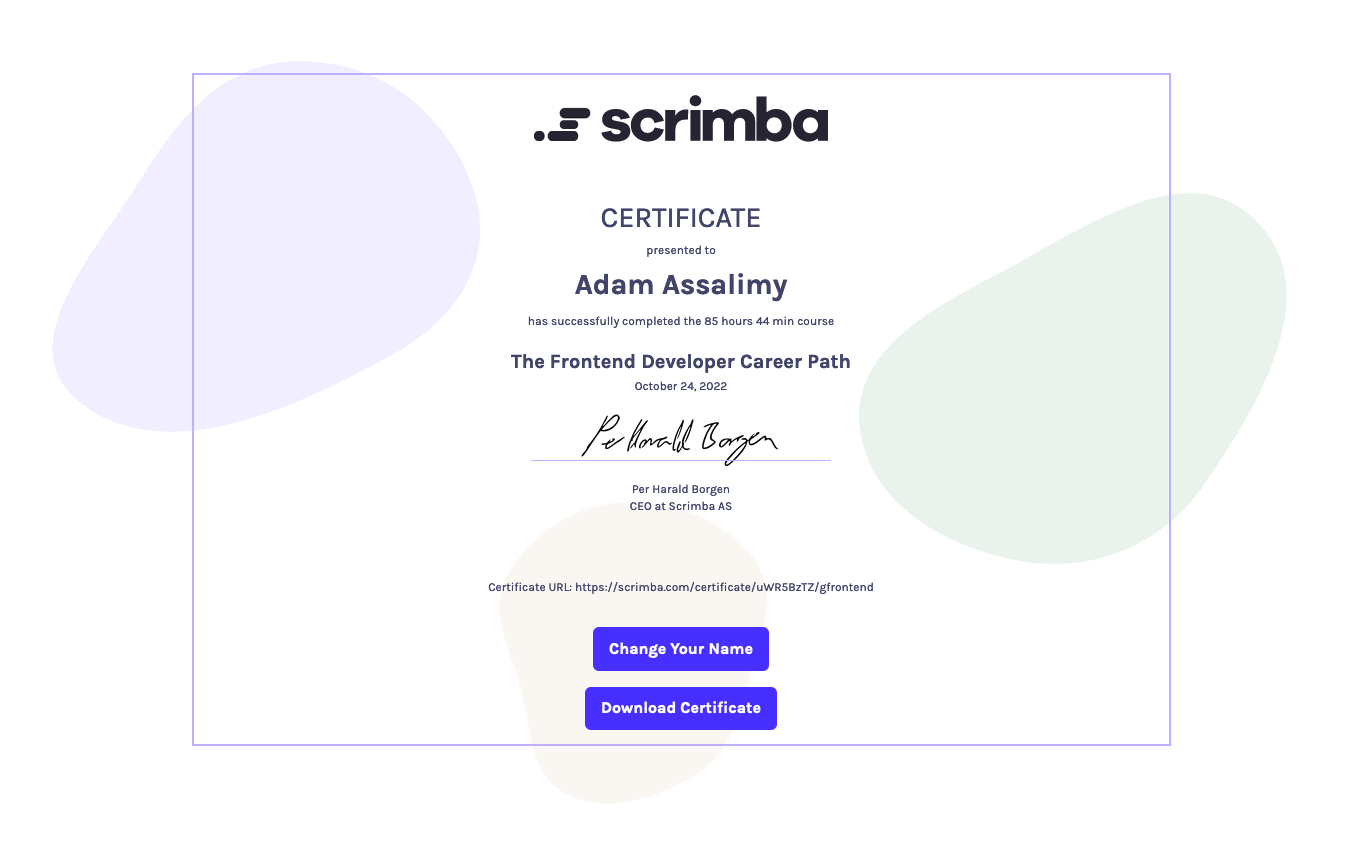 scrimba
CERTIFICATE
presented to
Adam Assalimy
has successfully completed the 85 hours 44 min course
The Frontend Developer Career Path
October 24, 2022
Per Harald Borgen
Per Harald Borgen
CEO at Scrimba AS
Certificate URL: https://scrimba.com/certificate/uWR5BzTZ/gfrontend
Change Your Name
Download Certificate